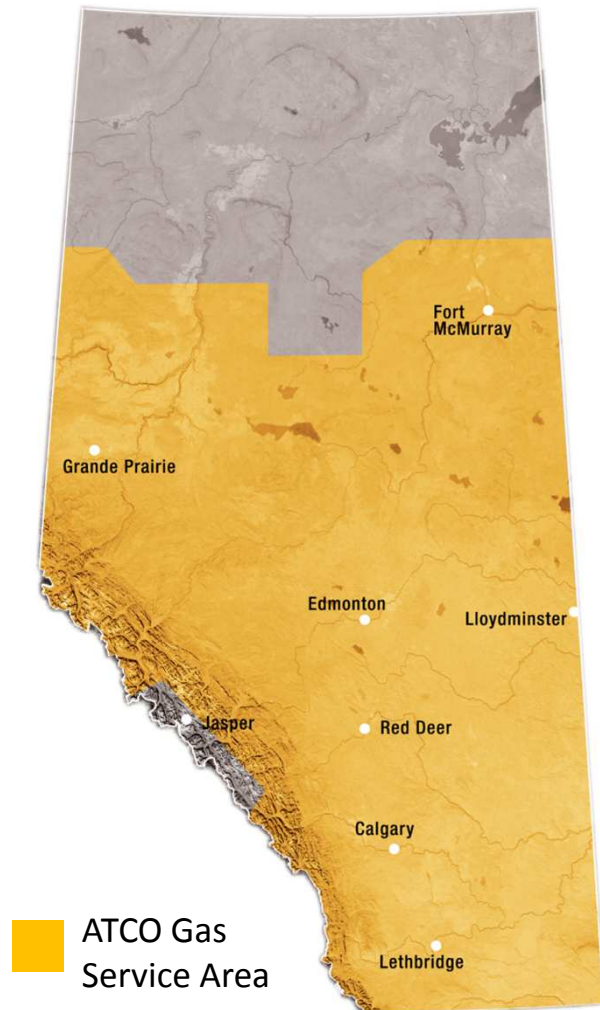 Fort
McMurray
Grande Prairie
Edmonton
Lloydminster
Jasper
Red Deer
Calgary
Lethbridge
ATCO Gas
Service Area